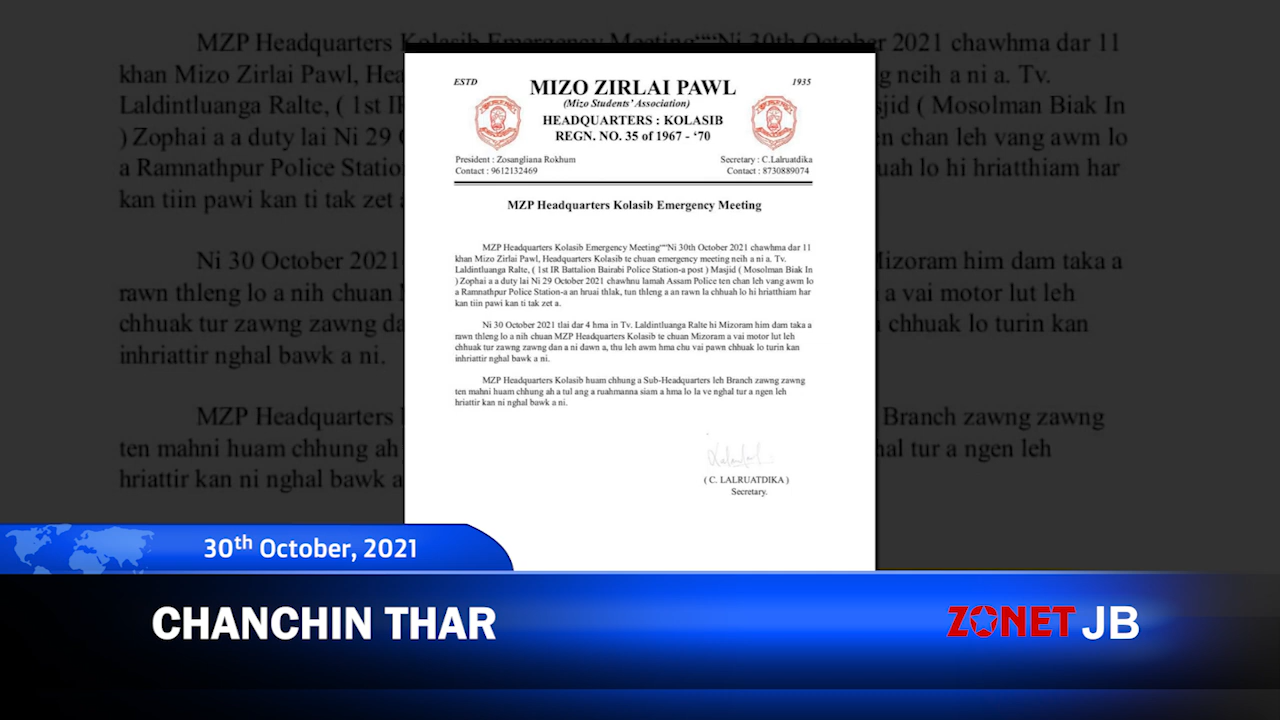 ESTD
1935
MIZO ZIRLAI PAWL
(Mizo Students' Association)
HEADQUARTERS : KOLASIB
REGN. NO. 35 of 1967 - '70
President : Zosangliana Rokhum
Secretary : C.Lalruatdika
Contact : 9612132469
Contact : 8730889074
MZP Headquarters Kolasib Emergency Meeting
MZP Headquarters Kolasib Emergency Meeting""Ni 30th October 2021 chawhma dar 11
khan Mizo Zirlai Pawl, Headquarters Kolasib te chuan emergency meeting neih a ni a. Tv.
Laldintluanga Ralte, ( 1st IR Battalion Bairabi Police Station-a post ) Masjid ( Mosolman Biak In
) Zophai a a duty lai Ni 29 October 2021 chawhnu lamah Assam Police ten chan leh vang awm lo
a Ramnathpur Police Station-a an hruai thlak, tun thleng a an rawn la chhuah lo hi hriatthiam har
kan tiin pawi kan ti tak zet a.
Ni 30 October 2021 tlai dar 4 hma in Tv. Laldintluanga Ralte hi Mizoram him dam taka a
rawn thleng lo a nih chuan MZP Headquarters Kolasib te chuan Mizoram a vai motor lut leh
chhuak tur zawng zawng dan a ni dawn a, thu leh awm hma chu vai pawn chhuak lo turin kan
inhriattir nghal bawk a ni.
MZP Headquarters Kolasib huam chhung a Sub-Headquarters leh Branch zawng zawng
ten mahni huam chhung ah a tul ang a ruahmanna siam a hma lo la ve nghal tur a ngen leh
hriattir kan ni nghal bawk a ni.
( C. LALRUATDIKA )
Secretary.
30th October, 2021
CHANCHIN THAR
ZONET JB